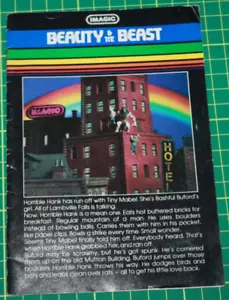 IMAGIC
BEAUTY & THE BEAST
IMAGIC
HOTE
Horrible Hank has run off with Tiny Mabel. She's Bashful Buford's
girl. All of Lambville Falls is talking.
Now, Horrible Hank is a mean one. Eats hot buttered bricks for
breakfast. Regular mountain of a man. He uses boulders
instead of bowling balls. Carries them with him in his pocket,
like paper clips. Bowls a strike every time. Small wonder.
Seems Tiny Mabel finally told him off. Everybody heard. That's
when Horrible Hank grabbed her, and ran off.
Buford may be scrawny, but he's got spunk. He's cornered
them, up on the old Mutton Building. Buford jumps over those
boulders Horrible Hank throws his way. He dodges birds and
bats and leaps clean over rats – all to get his little love back.